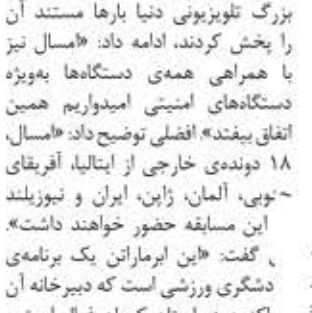 بزرگ تلویزیونی دنیا بارها مستند آن
را پخش کردند، ادامه داد: «امسال نیز
با همراهی همه‌ی دستگاه‌ها به‌ویژه
دستگاه‌های امنیتی امیدواریم همین
اتفاق بیفتد». افضلی توضیح داد: «امسال،
۱۸ دونده‌ی خارجی از ایتالیا، آفریقای
جنوبی، آلمان، ژاپن، ایران و نیوزیلند
این مسابقه حضور خواهند داشت».
گفت: «این ابرماراتن یک برنامه‌ی
دشگری ورزشی است که دبیرخانه آن